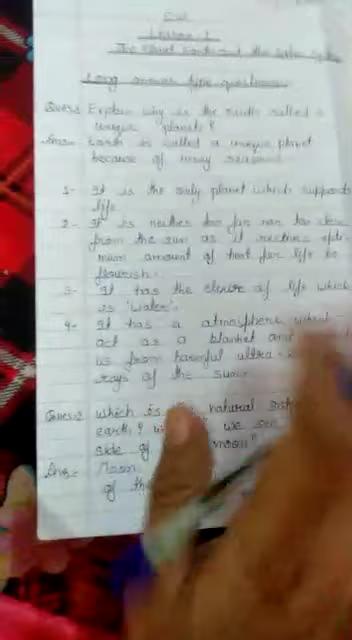 Lesson 1
The Planet Earth and the Solar System
Long answer type questions
Ques1 Explain why is the earth called a
unique planet?
Ans:- Earth is called a unique planet
because of many reasons
1- It is the only planet which supports
life.
2- It is neither too far nor too close
from the sun as it receives opti-
mum amount of heat for life to
flourish.
3- It has the elixir of life which
is 'water'.
4- It has a atmosphere which
act as a blanket and
us from harmful ultra
rays of the sun.
Ques:2 which is the natural
earth? we see
side of moon?
Ans:- Moon
of the